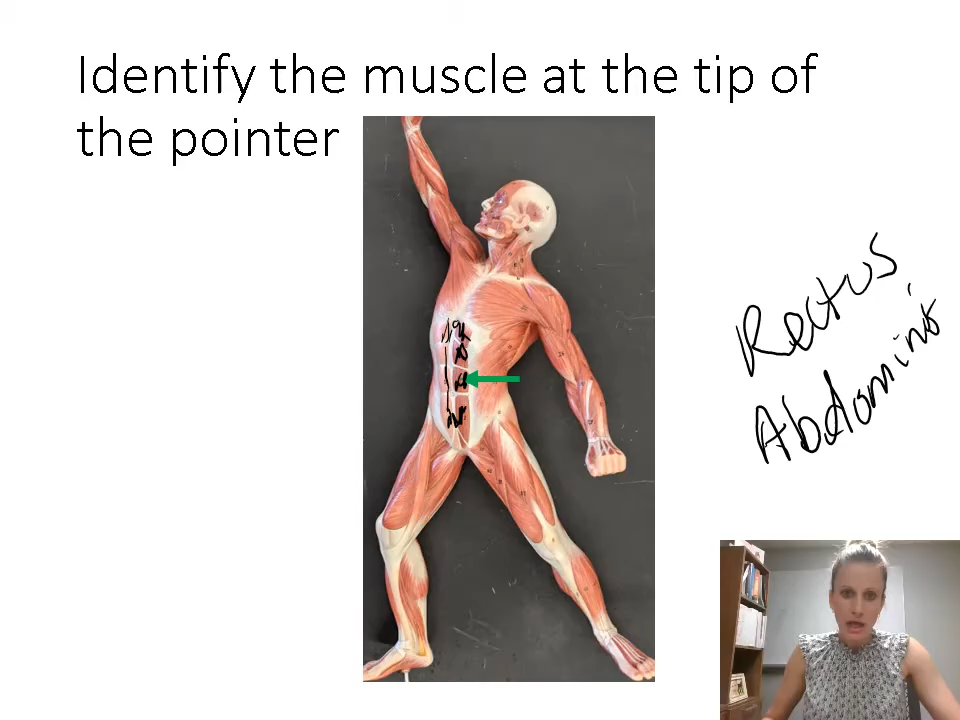 Identify the muscle at the tip of
the pointer
Rectus
Abdominis